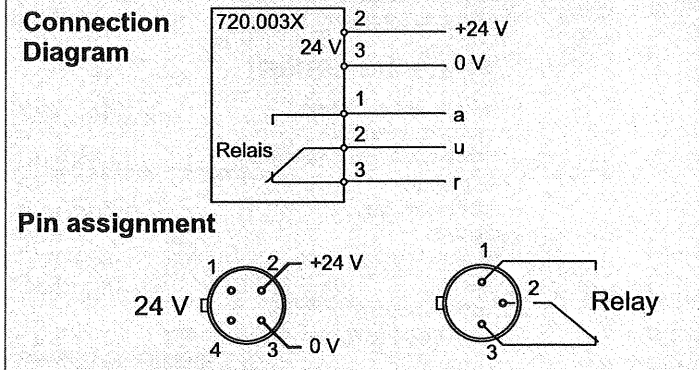 Connection
Diagram
720.003X
24 V
2
+24 V
3
0 V
1
a
Relais
2
u
3
r
Pin assignment
1
2
+24 V
24 V
4
3
0 V
1
2
Relay
3